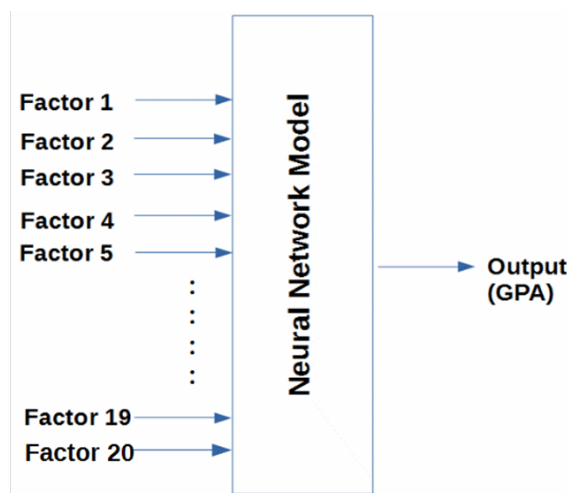 Factor 1
Factor 2
Factor 3
Factor 4
Factor 5
:
:
:
:
Factor 19
Factor 20
Neural Network Model
Output
(GPA)